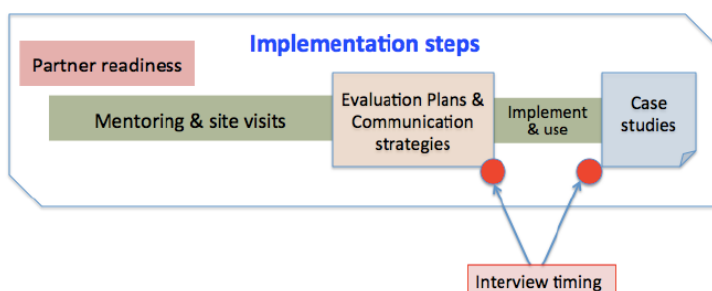 Implementation steps
Partner readiness
Mentoring & site visits
Evaluation Plans &
Communication
strategies
Implement
& use
Case
studies
Interview timing